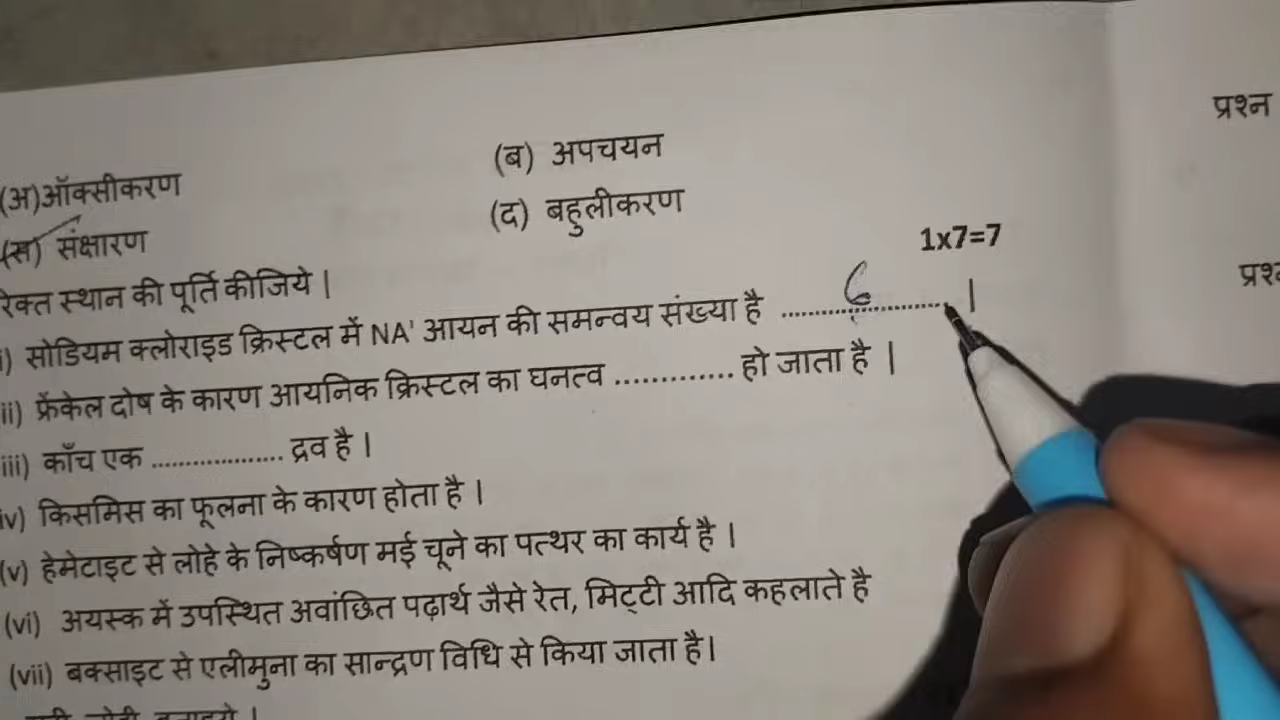 प्रश्न
(ब) अपचयन
(अ)ऑक्सीकरण
(द) बहुलीकरण
(स) संक्षारण
1x7=7
रिक्त स्थान की पूर्ति कीजिये |
प्रश्न
i) सोडियम क्लोराइड क्रिस्टल में NA' आयन की समन्वय संख्या है ........6........ |
ii) फ्रेंकेल दोष के कारण आयनिक क्रिस्टल का घनत्व ............. हो जाता है |
iii) काँच एक ................... द्रव है |
iv) किसमिस का फूलना के कारण होता है |
(v) हेमेटाइट से लोहे के निष्कर्षण मई चूने का पत्थर का कार्य है |
(vi) अयस्क में उपस्थित अवांछित पढ़ार्थ जैसे रेत, मिट्टी आदि कहलाते है
(vii) बक्साइट से एलीमुना का सान्द्रण विधि से किया जाता है|